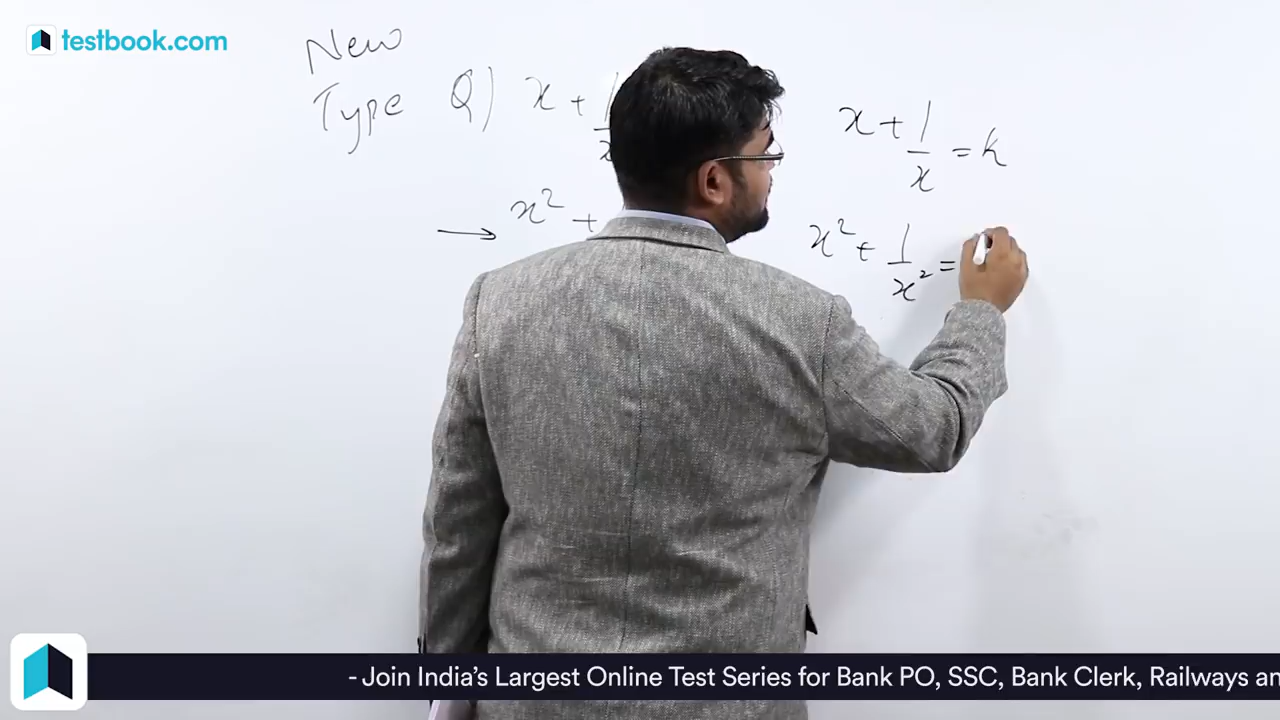 testbook.com
New
Type Q) x + 1/x
→ x² +
x + 1/x = k
x² + 1/x² =
- Join India's Largest Online Test Series for Bank PO, SSC, Bank Clerk, Railways an